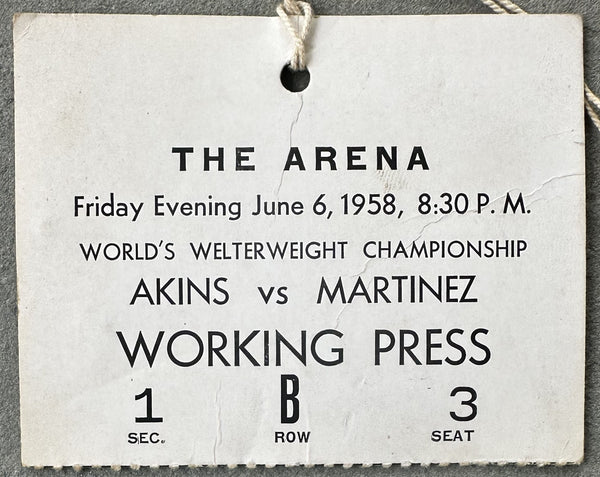 THE ARENA
Friday Evening June 6, 1958, 8:30 P. M.
WORLD'S WELTERWEIGHT CHAMPIONSHIP
AKINS vs MARTINEZ
WORKING PRESS
1 B 3
SEC. ROW SEAT